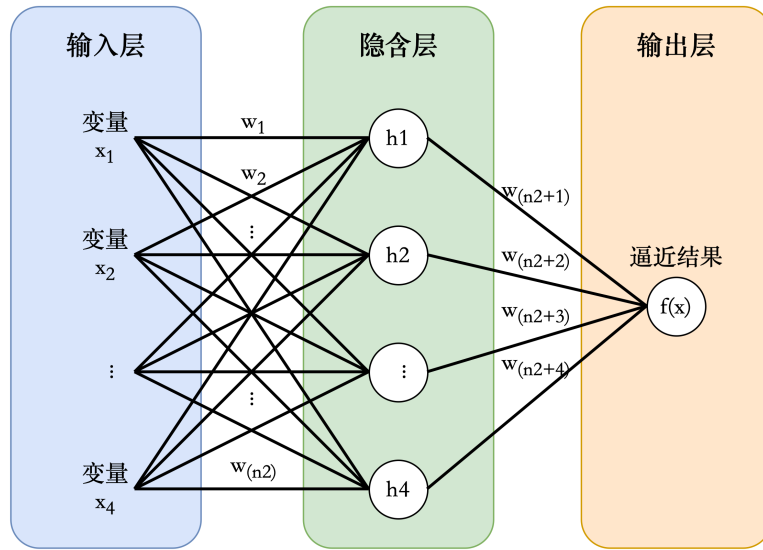 输入层
隐含层
输出层
变量
x1
w1
h1
w2
w(n2+1)
变量
x2
⋮
h2
w(n2+2)
逼近结果
f(x)
w(n2+3)
⋮
⋮
⋮
w(n2+4)
变量
x4
w(n2)
h4